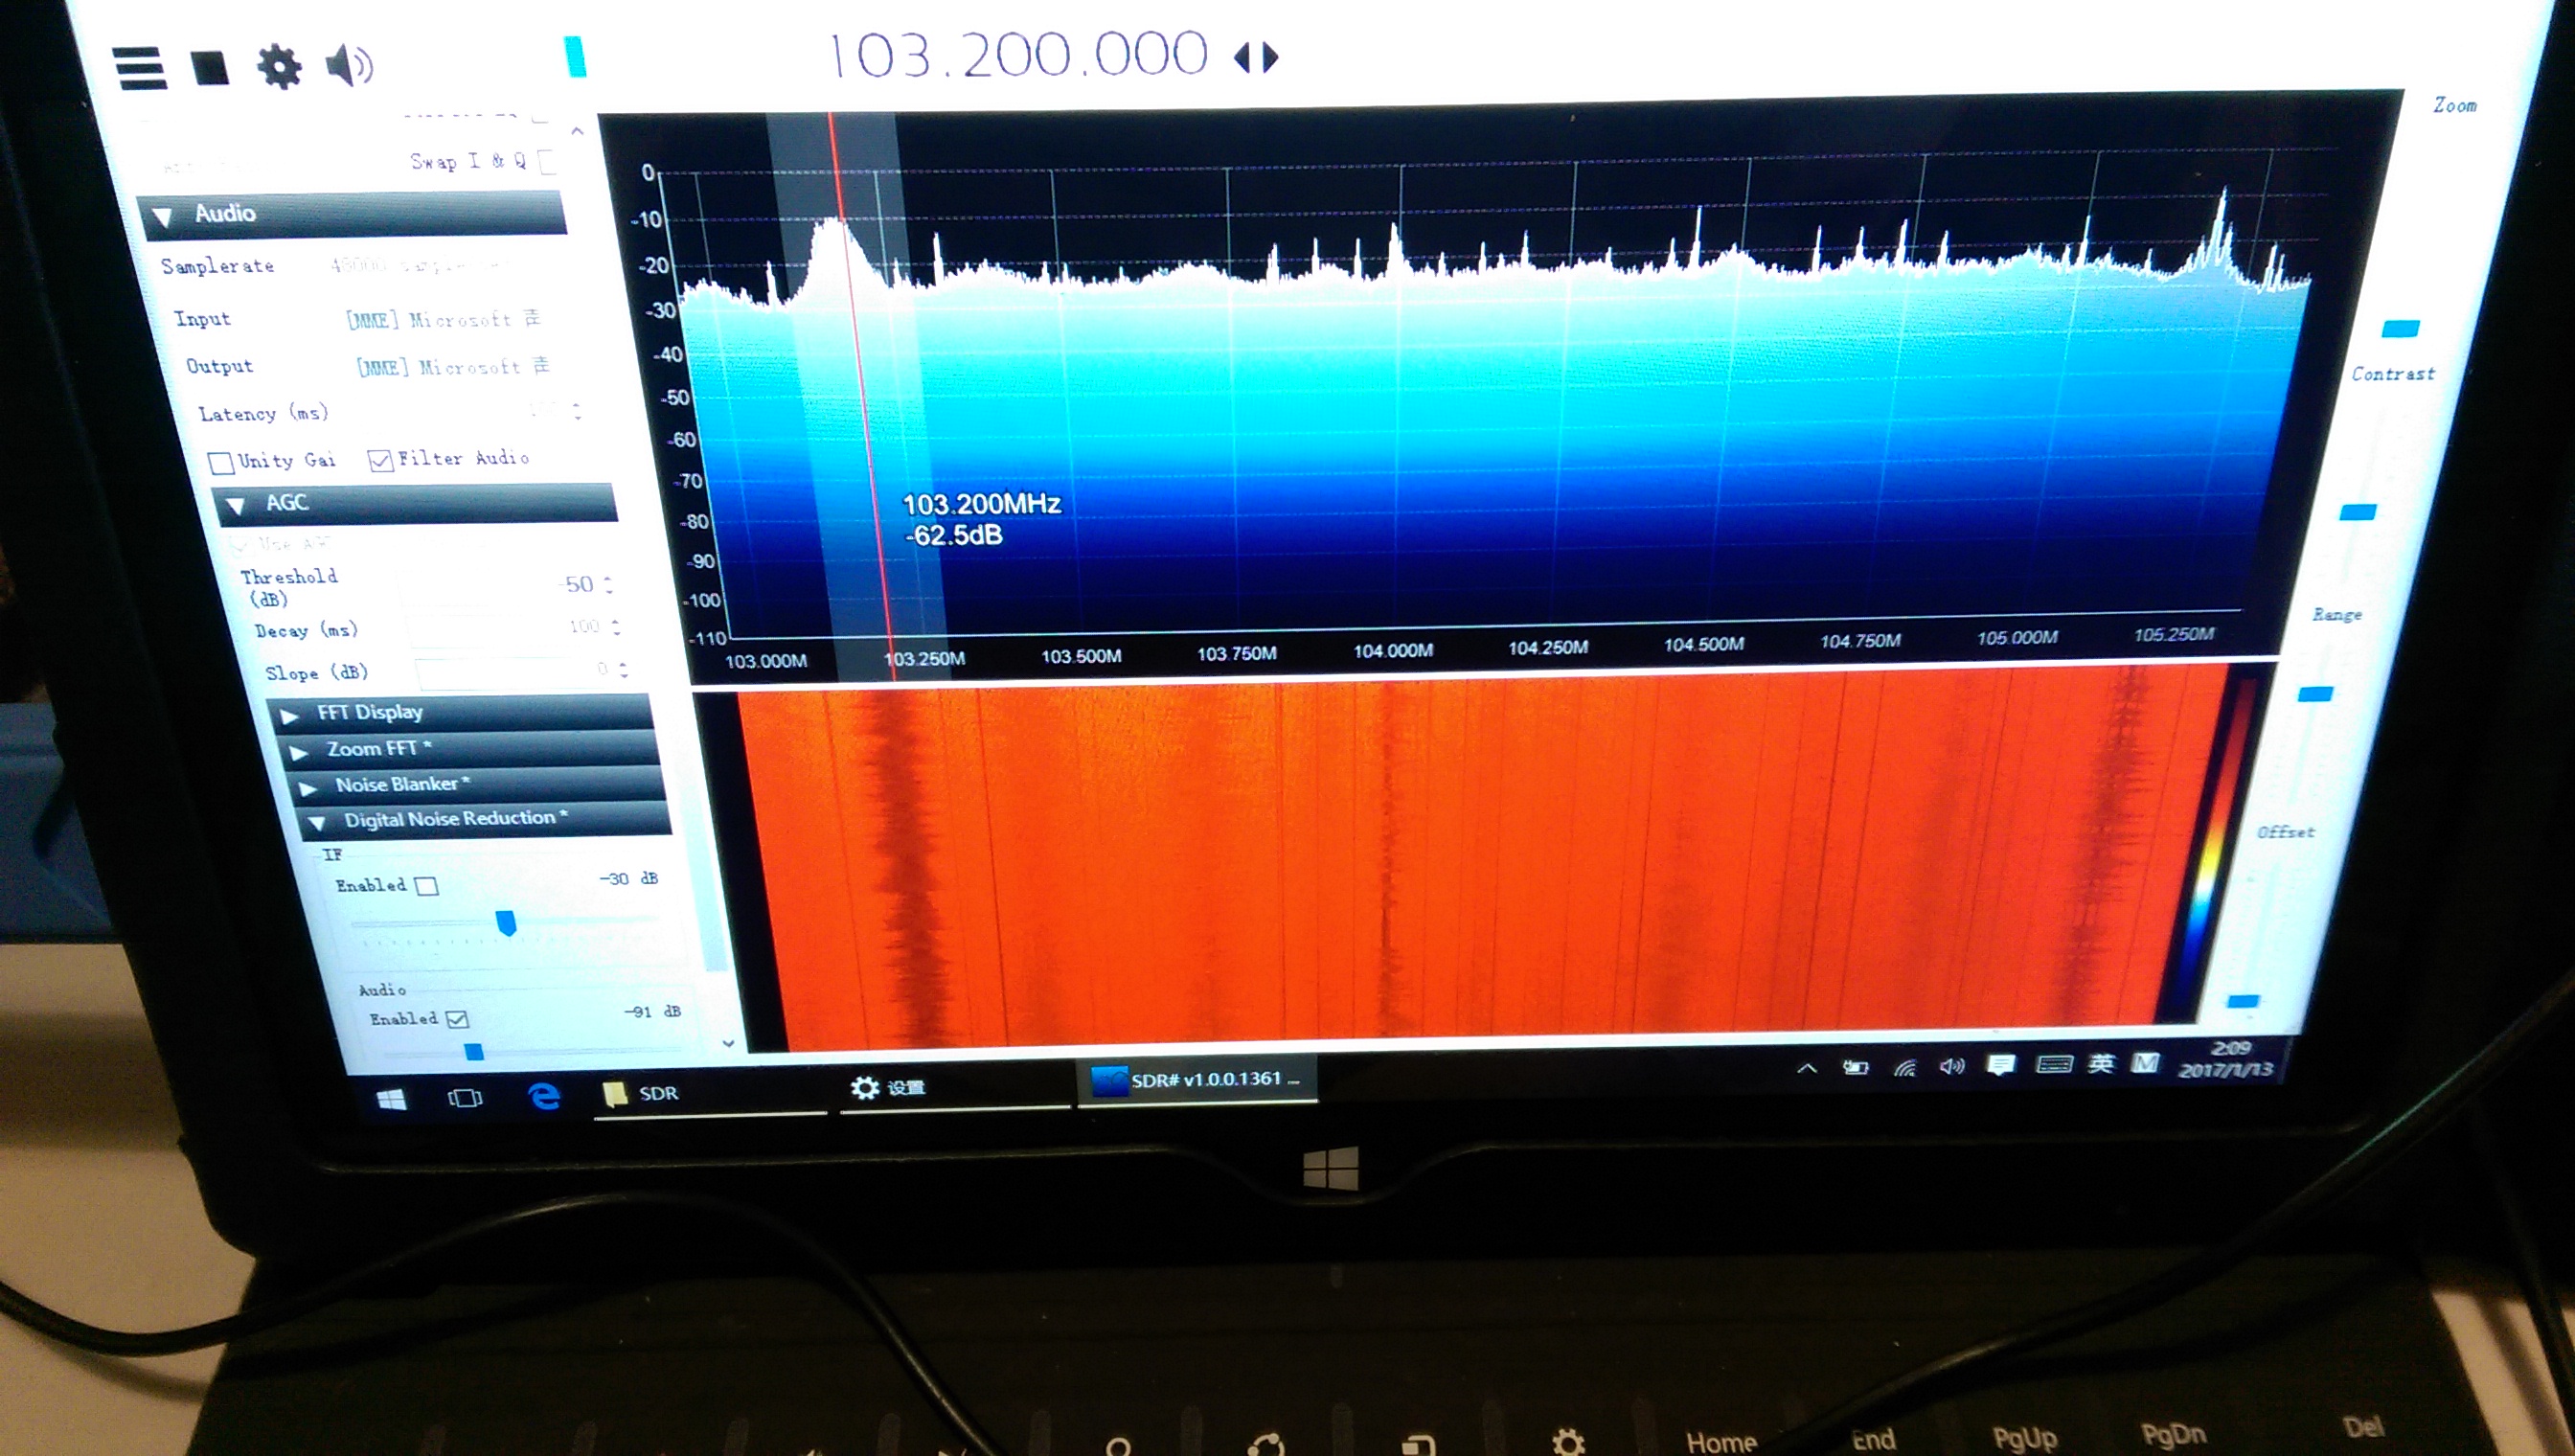 103.200.000
Zoom
Swap I & Q
Audio
Samplerate
Input [MME] Microsoft 声
Output [MME] Microsoft 声
Latency (ms)
Unity Gai Filter Audio
AGC
Threshold (dB) -50
Decay (ms) 100
Slope (dB) 0
FFT Display
Zoom FFT *
Noise Blanker *
Digital Noise Reduction *
IF
Enabled -30 dB
Audio
Enabled -91 dB
0
-10
-20
-30
-40
-50
-60
-70
-80
-90
-100
-110
103.200MHz
-62.5dB
103.000M 103.250M 103.500M 103.750M 104.000M 104.250M 104.500M 104.750M 105.000M 105.250M
Contrast
Range
Offset
SDR
设置
SDR# v1.0.0.1361 ...
英
M
2:09
2017/1/13
Home End PgUp PgDn Del